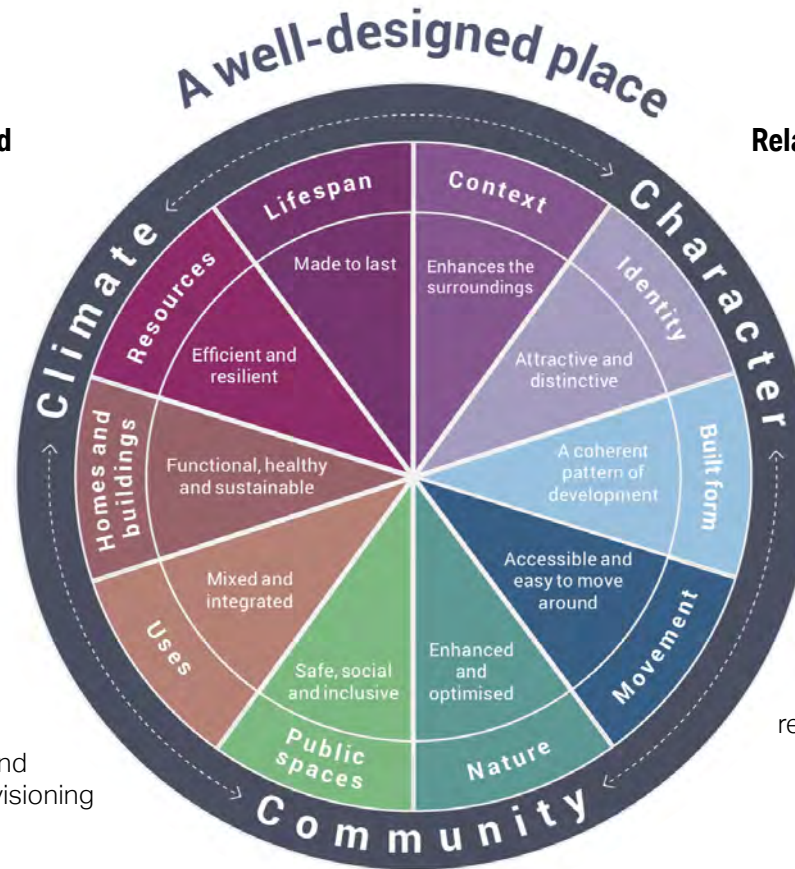 A well-designed place
d
Rela
Climate
Character
Community
Lifespan
Made to last
Context
Enhances the
surroundings
Identity
Attractive and
distinctive
Built form
A coherent
pattern of
development
Movement
Accessible and
easy to move
around
Nature
Enhanced
and
optimised
Public
spaces
Safe, social
and inclusive
Uses
Mixed and
integrated
Homes and
buildings
Functional, healthy
and sustainable
Resources
Efficient and
resilient
re
nd
visioning